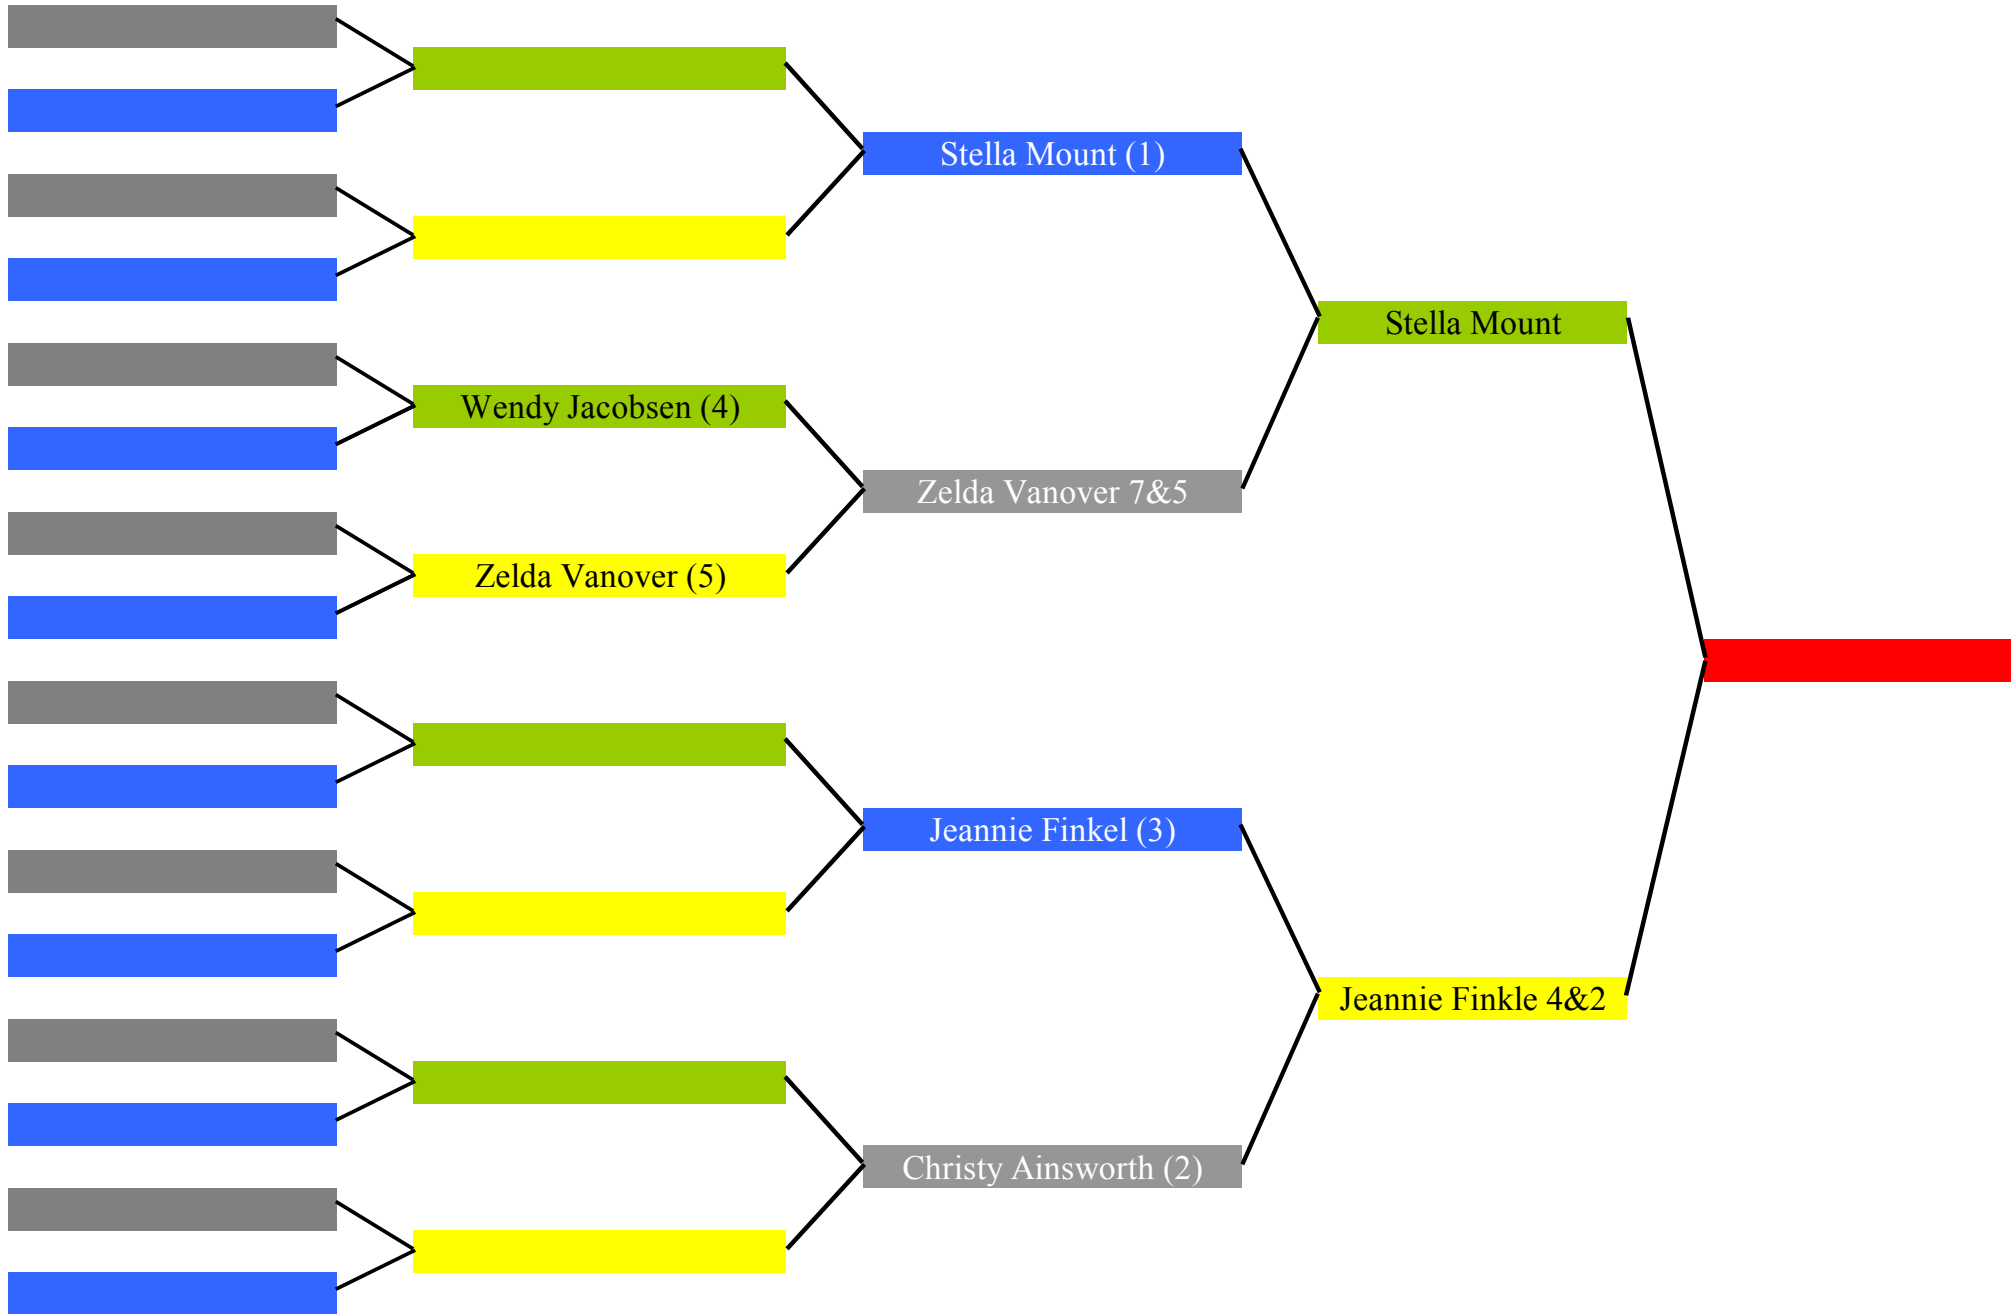 Stella Mount (1)
Stella Mount
Wendy Jacobsen (4)
Zelda Vanover 7&5
Zelda Vanover (5)
Jeannie Finkel (3)
Jeannie Finkle 4&2
Christy Ainsworth (2)